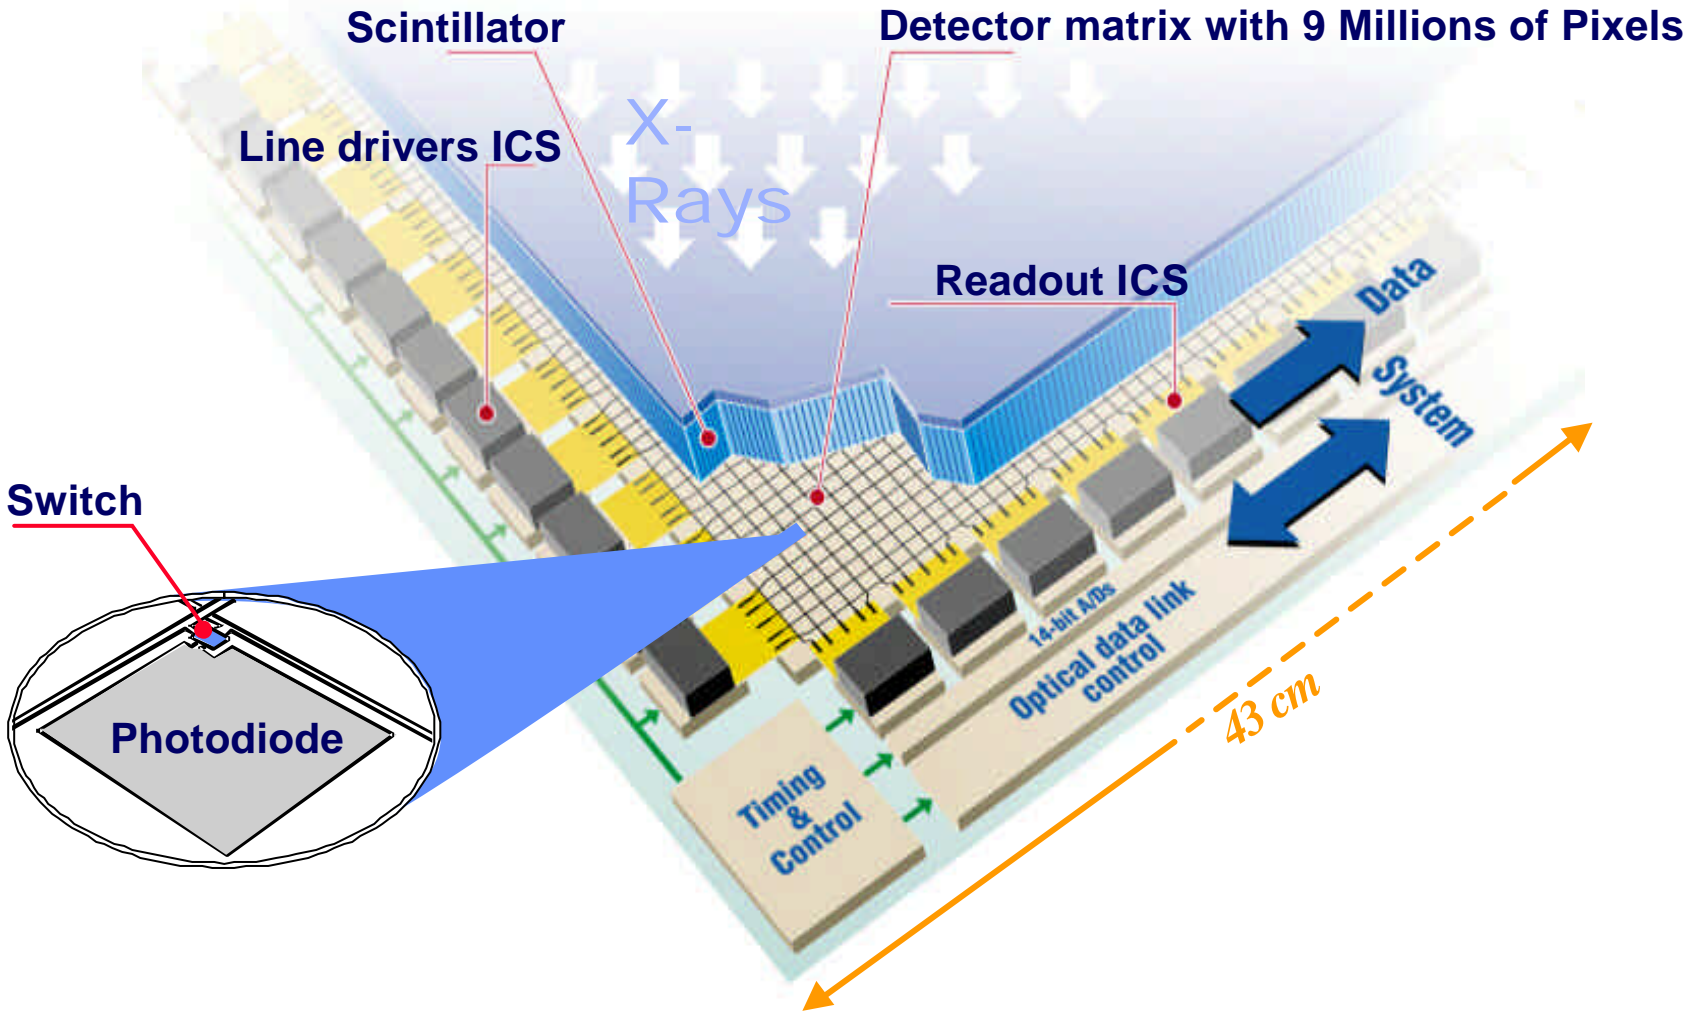 Scintillator
Detector matrix with 9 Millions of Pixels
X-
Rays
Line drivers ICS
Readout ICS
Data
System
Switch
Photodiode
14-bit A/Ds
Optical data link
control
43 cm
Timing
&
Control